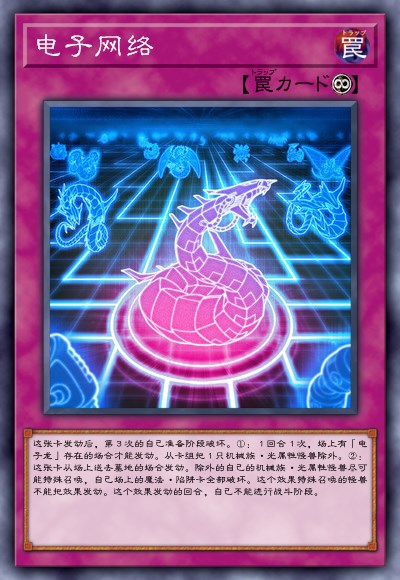 电子网络
トラップ
罠
【罠カード】
トラップ
这张卡发动后，第3次的自己准备阶段破坏。①：1回合1次，场上有「电
子龙」存在的场合才能发动。从卡组把1只机械族·光属性怪兽除外。②：
这张卡从场上送去墓地的场合发动。除外的自己的机械族·光属性怪兽尽可
能特殊召唤，自己场上的魔法·陷阱卡全部破坏。这个效果特殊召唤的怪兽
不能把效果发动。这个效果发动的回合，自己不能进行战斗阶段。